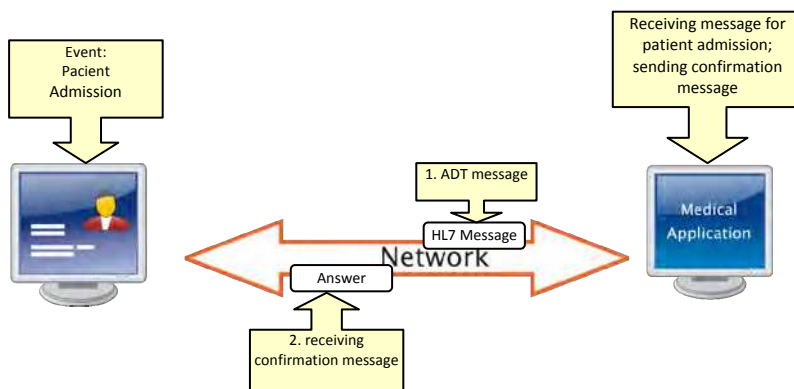 Event:
Pacient
Admission
Receiving message for
patient admission;
sending confirmation
message
1. ADT message
HL7 Message
Network
Answer
2. receiving
confirmation message
Medical
Application